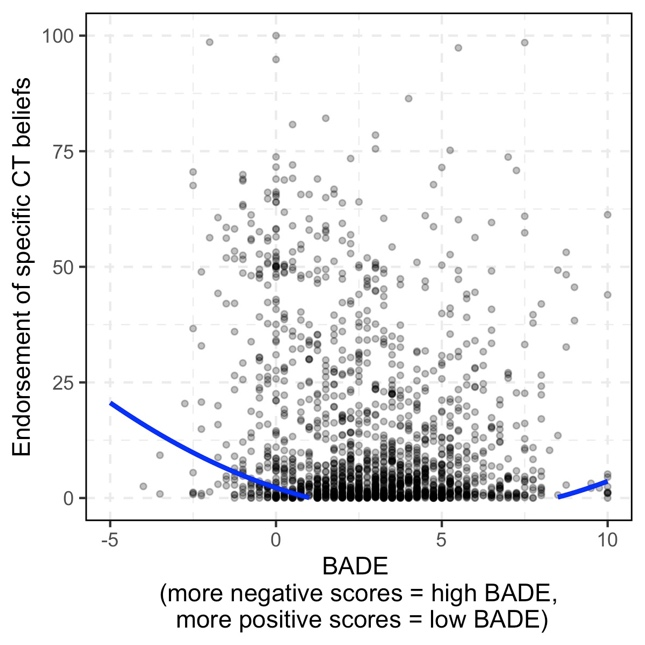 Endorsement of specific CT beliefs
100
75
50
25
0
-5 0 5 10
BADE
(more negative scores = high BADE,
more positive scores = low BADE)